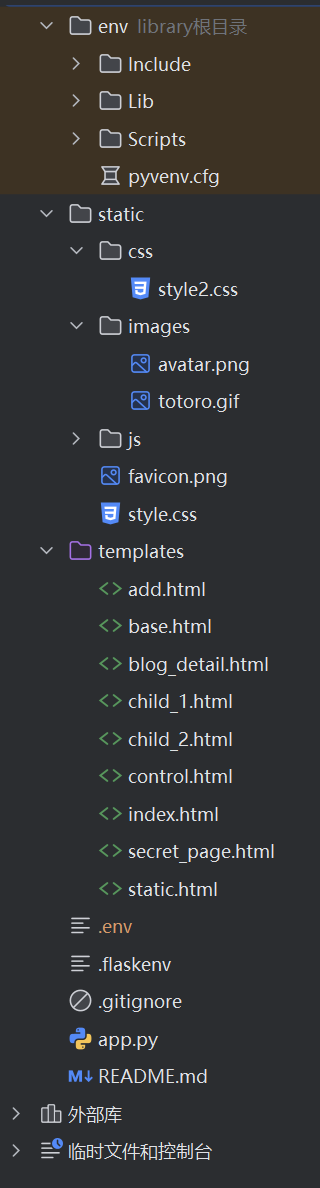 env library根目录
Include
Lib
Scripts
pyvenv.cfg
static
css
style2.css
images
avatar.png
totoro.gif
js
favicon.png
style.css
templates
add.html
base.html
blog_detail.html
child_1.html
child_2.html
control.html
index.html
secret_page.html
static.html
.env
.flaskenv
.gitignore
app.py
M↓ README.md
外部库
临时文件和控制台